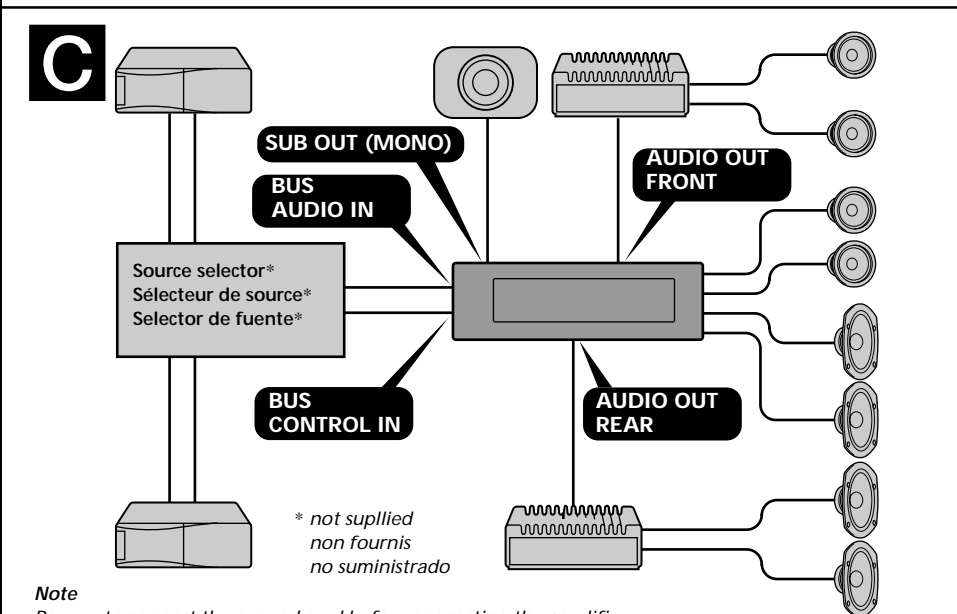 C
SUB OUT (MONO)
BUS
AUDIO IN
AUDIO OUT
FRONT
Source selector*
Sélecteur de source*
Selector de fuente*
BUS
CONTROL IN
AUDIO OUT
REAR
* not supllied
non fournis
no suministrado
Note